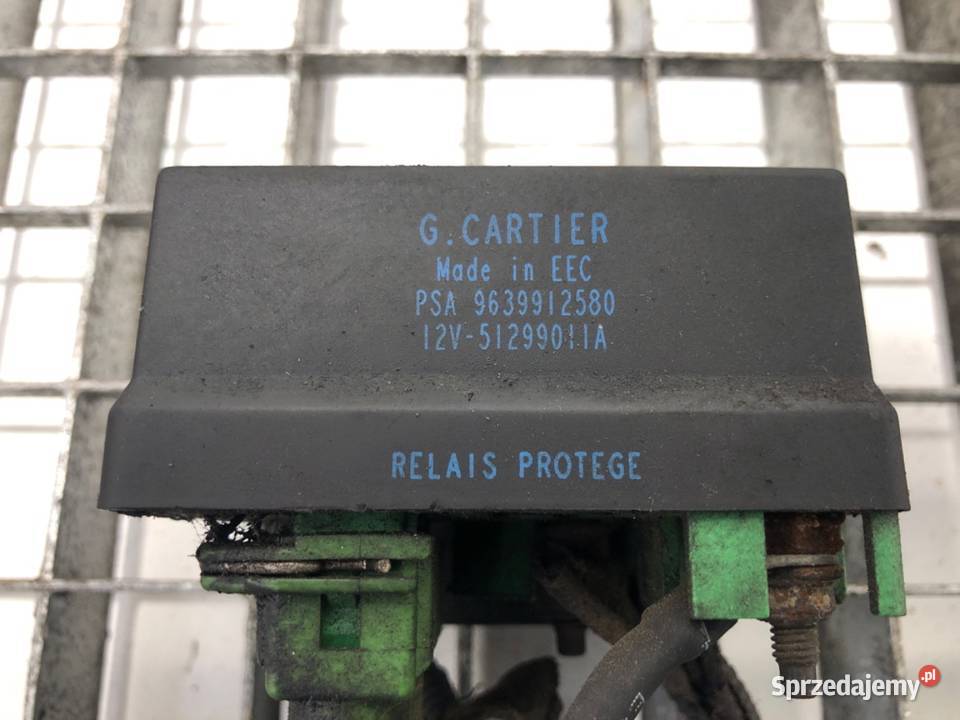 G.CARTIER
Made in EEC
PSA 9639912580
12V-51299011A
RELAIS PROTEGE
Sprzedajemy.pl